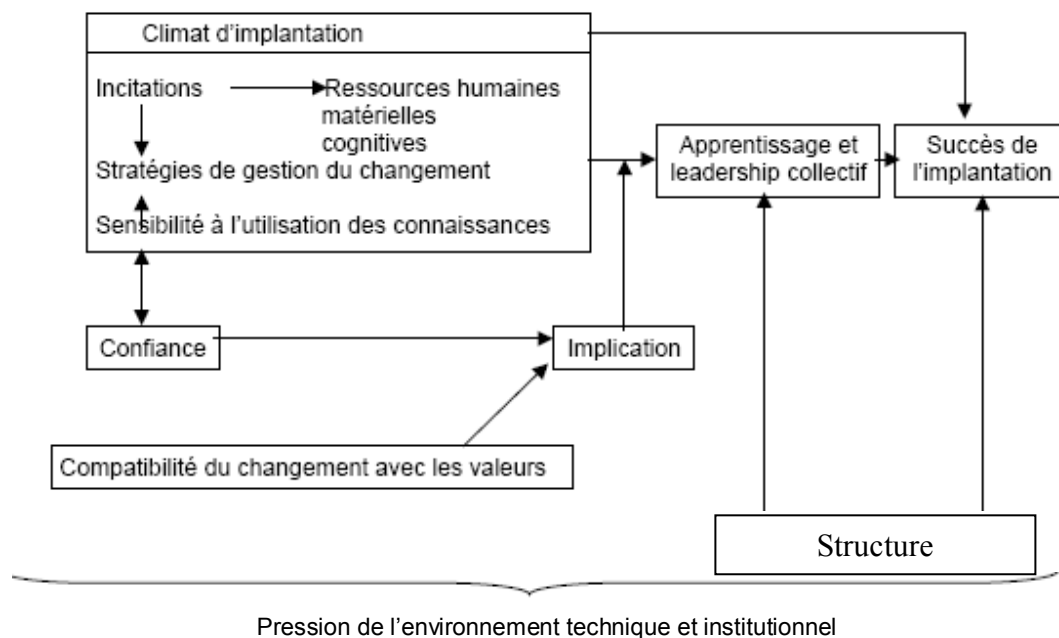 Climat d'implantation
Incitations
Ressources humaines
matérielles
cognitives
Stratégies de gestion du changement
Sensibilité à l'utilisation des connaissances
Apprentissage et
leadership collectif
Succès de
l'implantation
Confiance
Implication
Compatibilité du changement avec les valeurs
Structure
Pression de l'environnement technique et institutionnel